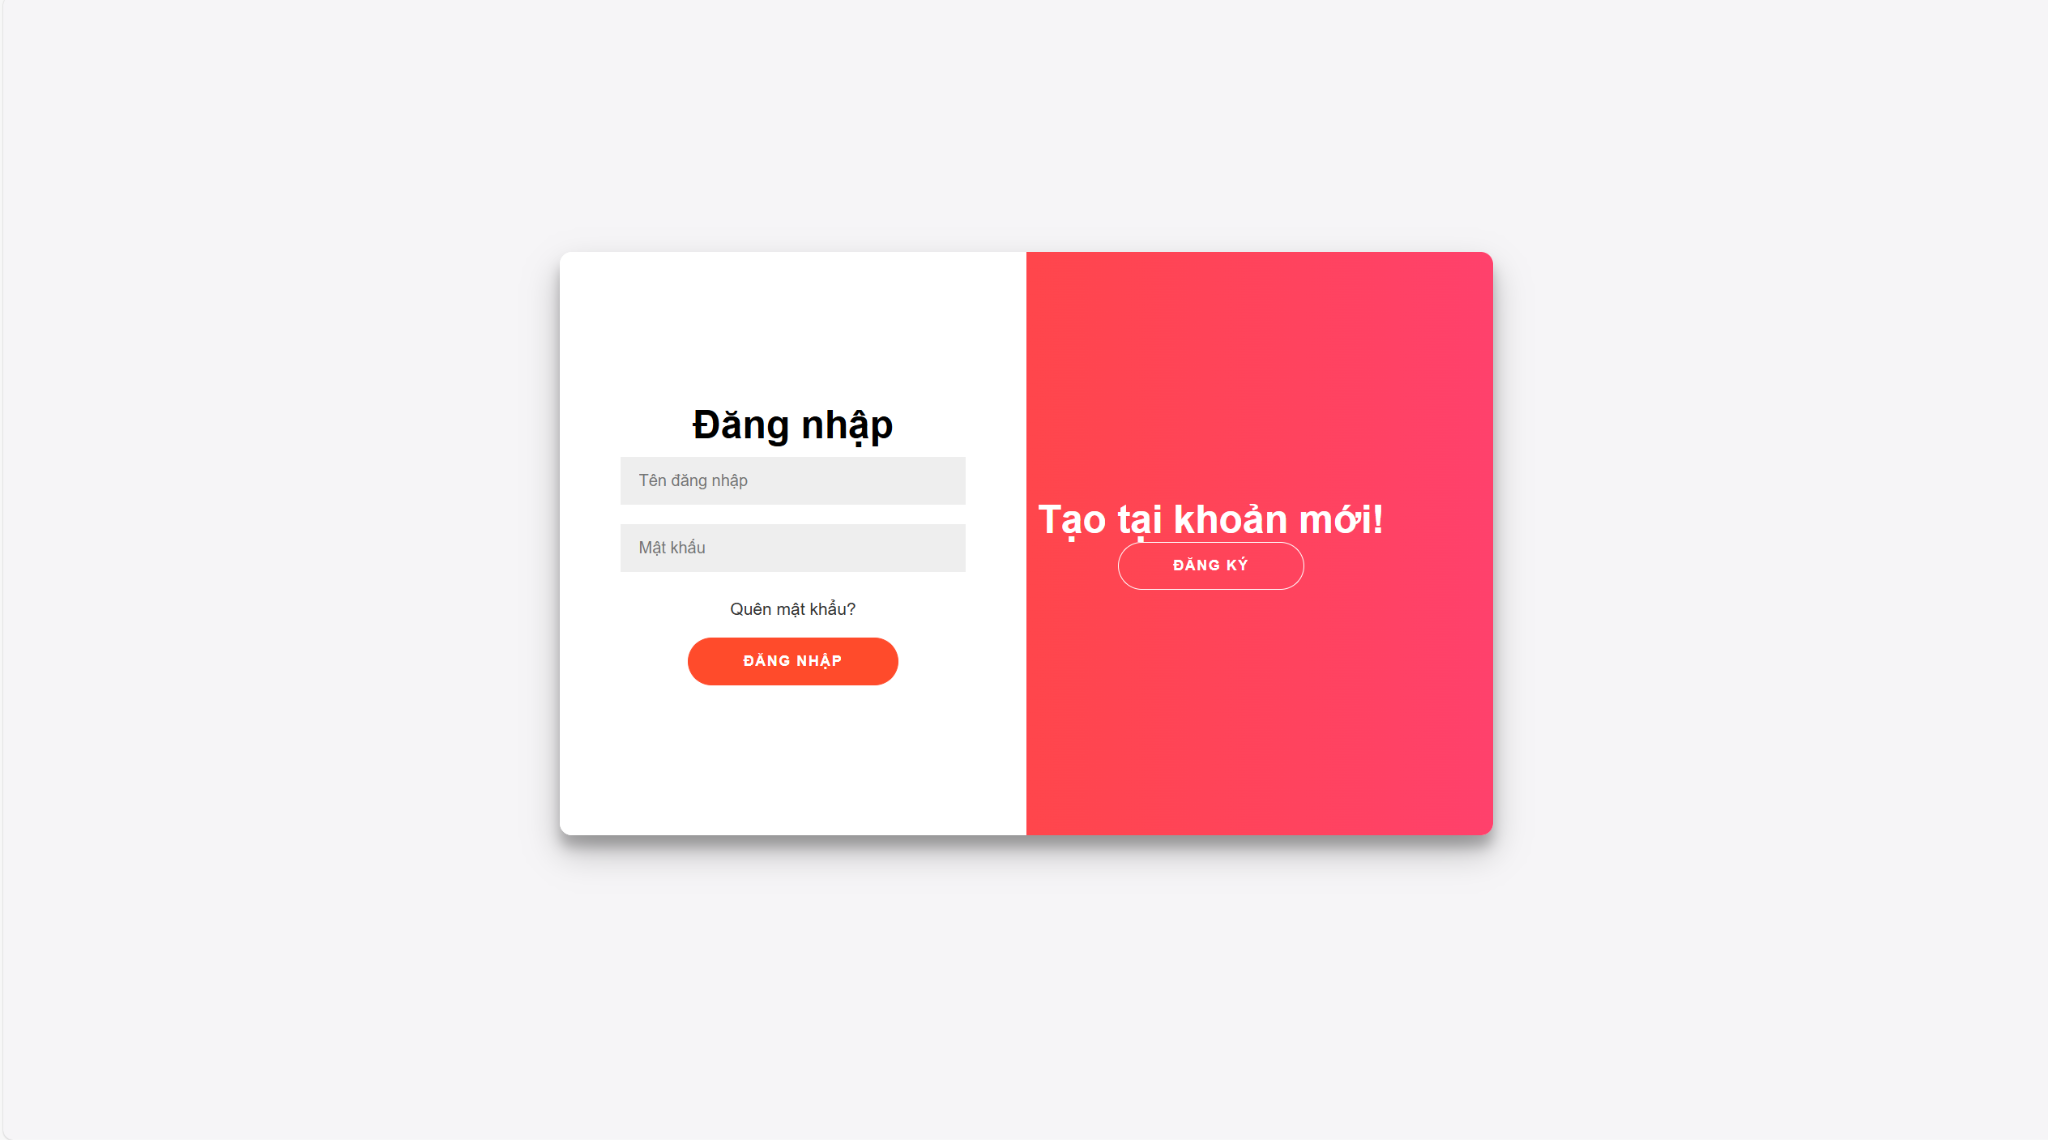 Đăng nhập
Tên đăng nhập
Mật khẩu
Quên mật khẩu?
ĐĂNG NHẬP
Tạo tại khoản mới!
ĐĂNG KÝ